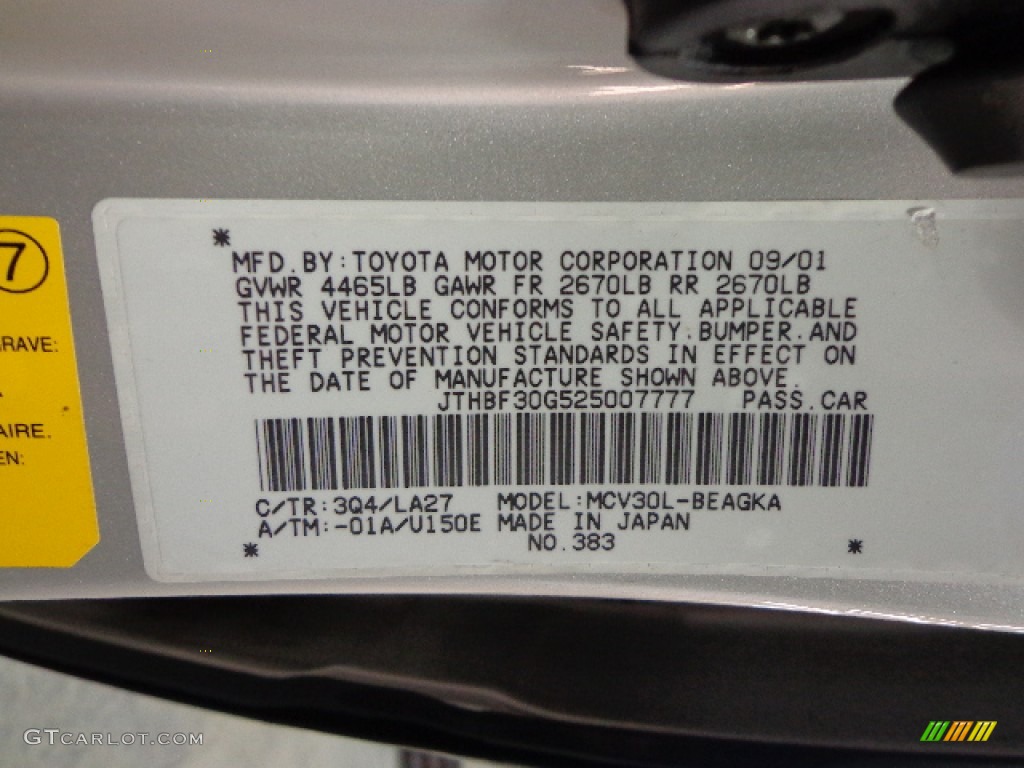 7
RAVE:
AIRE.
EN:
MFD.BY:TOYOTA MOTOR CORPORATION 09/01
GVWR 4465LB GAWR FR 2670LB RR 2670LB
THIS VEHICLE CONFORMS TO ALL APPLICABLE
FEDERAL MOTOR VEHICLE SAFETY.BUMPER.AND
THEFT PREVENTION STANDARDS IN EFFECT ON
THE DATE OF MANUFACTURE SHOWN ABOVE.
JTHBF30G525007777 PASS.CAR
C/TR:3Q4/LA27 MODEL:MCV30L-BEAGKA
A/TM:-01A/U150E MADE IN JAPAN
NO.383
GTCARLOT.COM